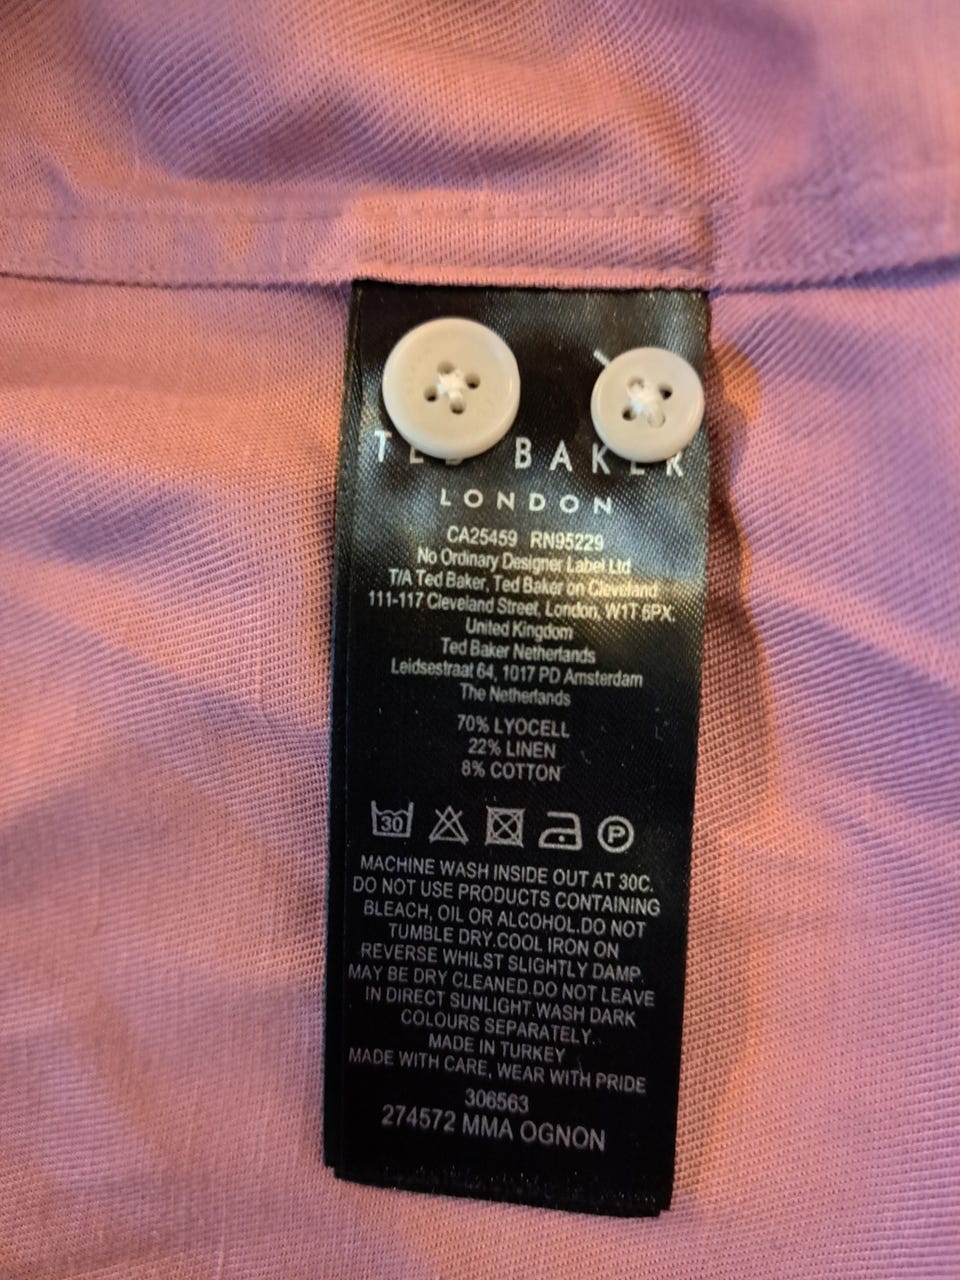 TED BAKER
LONDON
CA25459 RN95229
No Ordinary Designer Label Ltd
T/A Ted Baker, Ted Baker on Cleveland
111-117 Cleveland Street, London, W1T 6PX.
United Kingdom
Ted Baker Netherlands
Leidsestraat 64, 1017 PD Amsterdam
The Netherlands
70% LYOCELL
22% LINEN
8% COTTON
30 P
MACHINE WASH INSIDE OUT AT 30C.
DO NOT USE PRODUCTS CONTAINING
BLEACH, OIL OR ALCOHOL.DO NOT
TUMBLE DRY.COOL IRON ON
REVERSE WHILST SLIGHTLY DAMP.
MAY BE DRY CLEANED.DO NOT LEAVE
IN DIRECT SUNLIGHT.WASH DARK
COLOURS SEPARATELY.
MADE IN TURKEY
MADE WITH CARE, WEAR WITH PRIDE
306563
274572 MMA OGNON